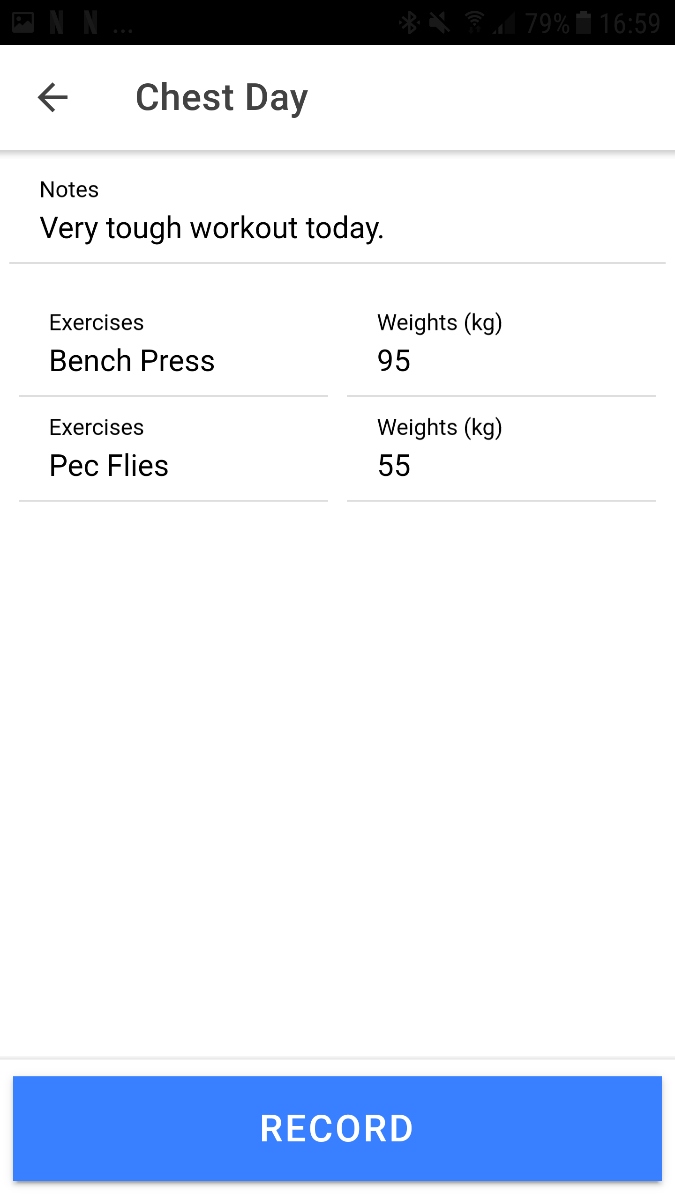 N N ... 79% 16:59
Chest Day
Notes
Very tough workout today.
Exercises Weights (kg)
Bench Press 95
Exercises Weights (kg)
Pec Flies 55
RECORD